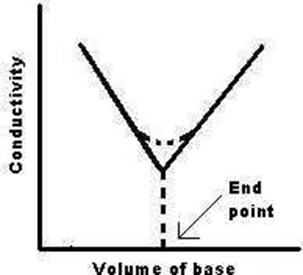 Conductivity
End
point
Volume of base